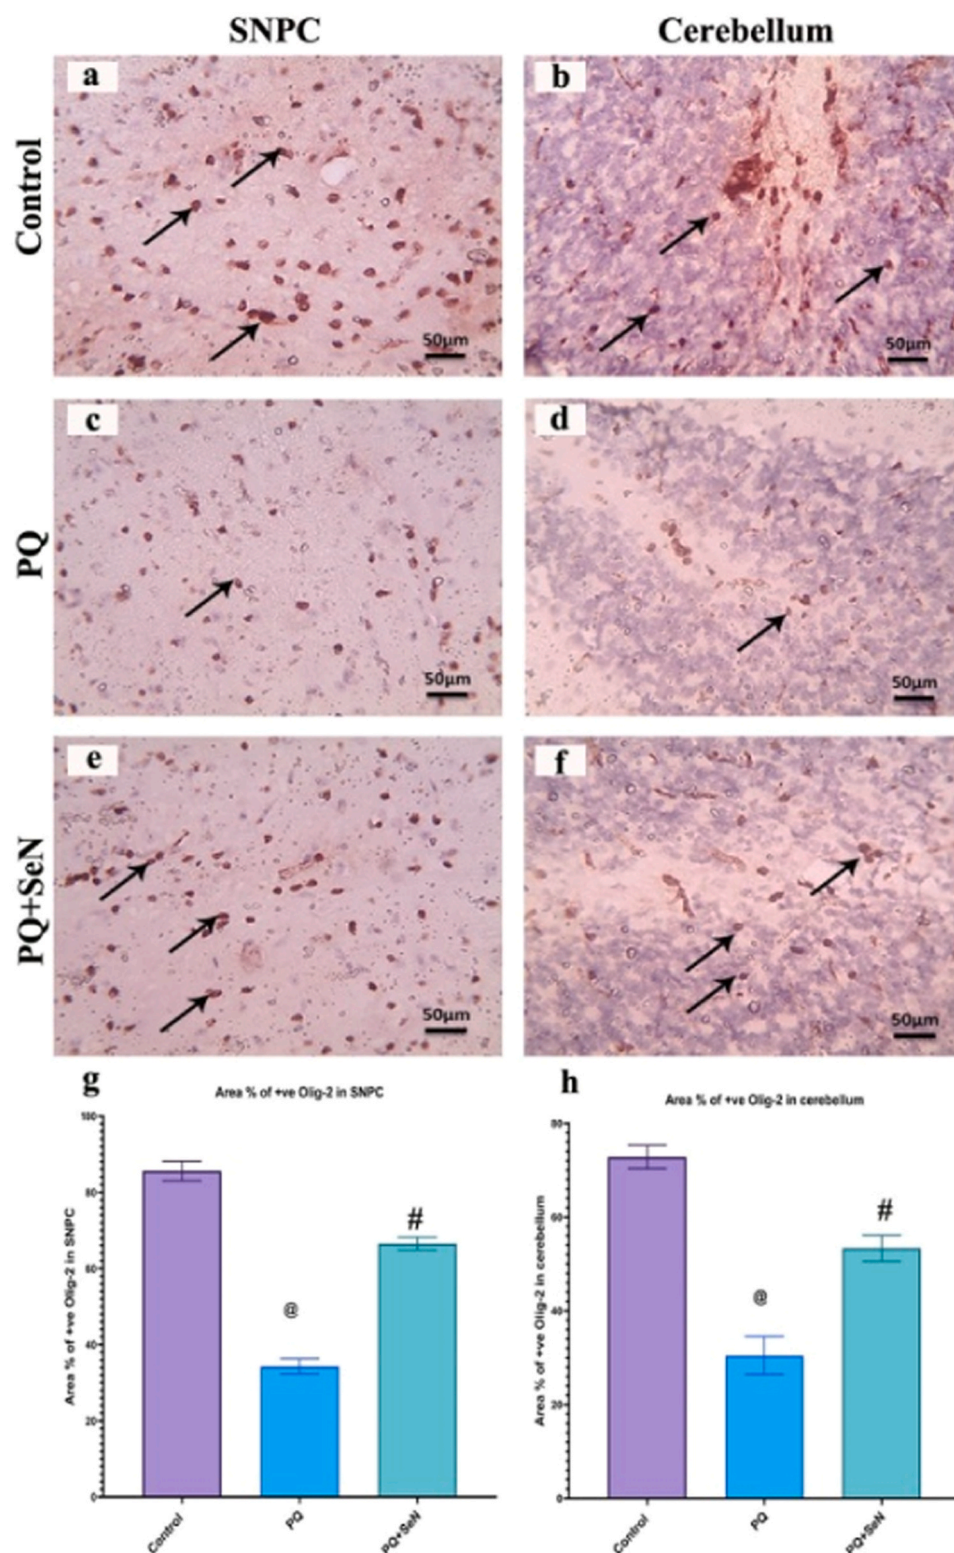 SNPC
Cerebellum
Control
a
50µm
b
50µm
PQ
c
50µm
d
50µm
PQ+SeN
e
50µm
f
50µm
g
Area % of +ve Olig-2 in SNPC
Area % of +ve Olig-2 in SNPC
100
80
60
40
20
0
@
#
Control
PQ
PQ+SeN
h
Area % of +ve Olig-2 in cerebellum
Area % of +ve Olig-2 in cerebellum
80
60
40
20
0
@
#
Control
PQ
PQ+SeN